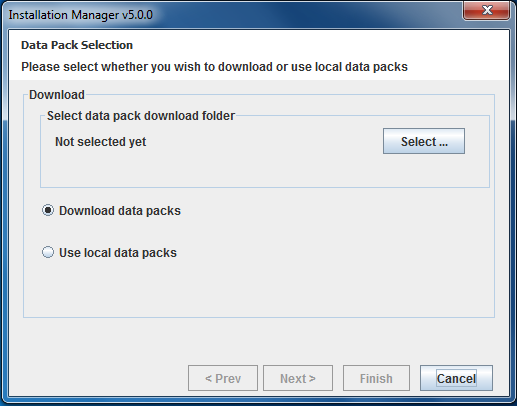 Installation Manager v5.0.0
Data Pack Selection
Please select whether you wish to download or use local data packs
Download
Select data pack download folder
Not selected yet
Select ...
Download data packs
Use local data packs
< Prev
Next >
Finish
Cancel